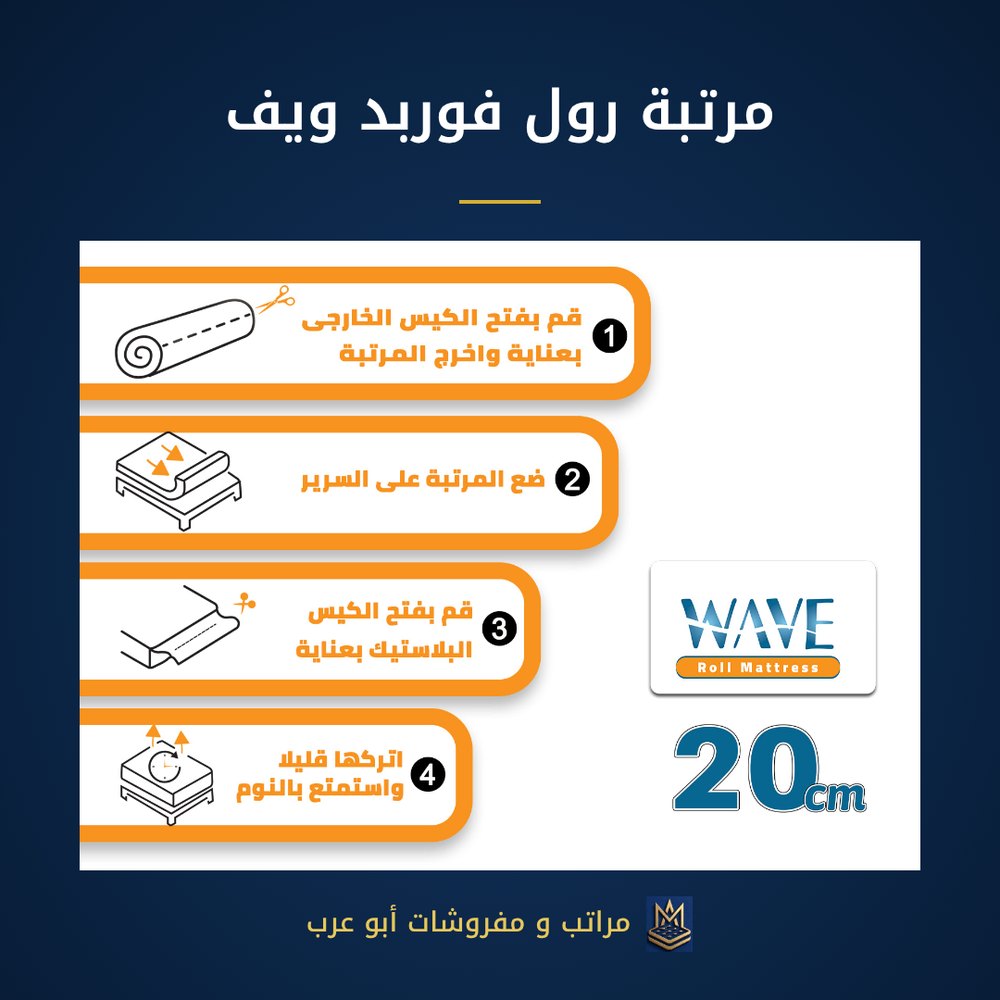 مرتبة رول فوربد ويف
1
قم بفتح الكيس الخارجى
بعناية واخرج المرتبة
2
ضع المرتبة على السرير
3
قم بفتح الكيس
البلاستيك بعناية
4
اتركها قليلا
واستمتع بالنوم
WAVE
Roll Mattress
20cm
مراتب و مفروشات أبو عرب